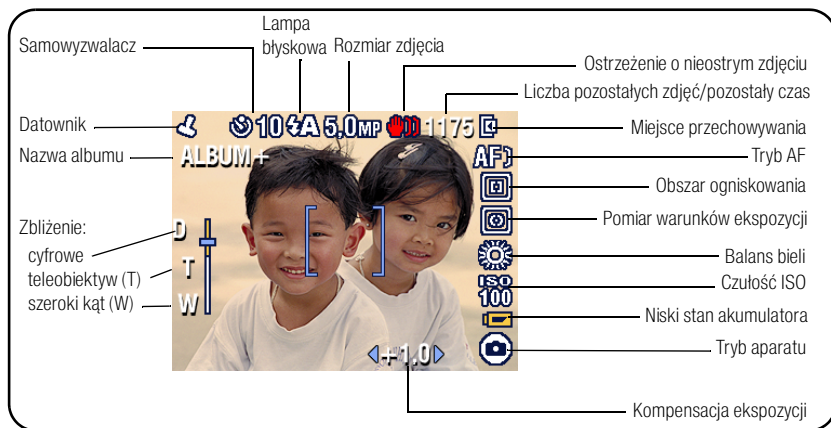 Samowyzwalacz
Lampa
błyskowa
Rozmiar zdjęcia
Ostrzeżenie o nieostrym zdjęciu
Liczba pozostałych zdjęć/pozostały czas
Datownik
10 A 5,0MP 1175
Miejsce przechowywania
Nazwa albumu
ALBUM+
AF
Tryb AF
Obszar ogniskowania
Pomiar warunków ekspozycji
Zbliżenie:
cyfrowe
teleobiektyw (T)
szeroki kąt (W)
D
T
W
Balans bieli
ISO
100
Czułość ISO
Niski stan akumulatora
Tryb aparatu
+1.0
Kompensacja ekspozycji